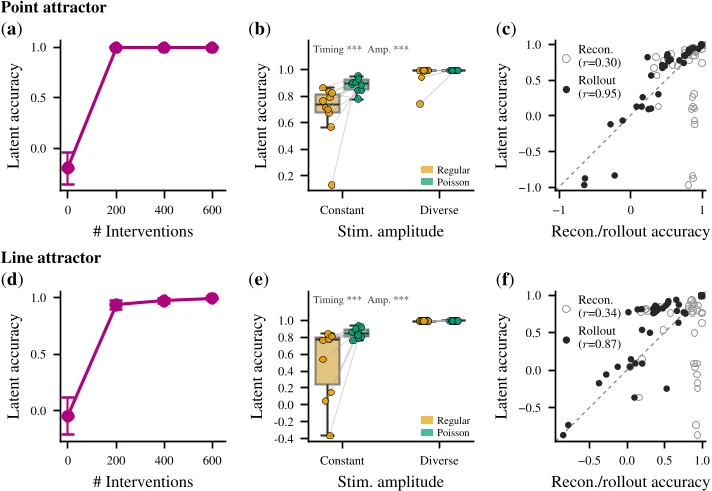 Point attractor
(a)
Latent accuracy
1.0
0.5
0.0
0
200
400
600
# Interventions
(b)
Timing *** Amp. ***
Latent accuracy
1.0
0.8
0.6
0.4
0.2
Regular
Poisson
Constant
Diverse
Stim. amplitude
(c)
Latent accuracy
1.0
0.5
0.0
−0.5
−1.0
Recon.
(r=0.30)
Rollout
(r=0.95)
−1
0
1
Recon./rollout accuracy
Line attractor
(d)
Latent accuracy
1.0
0.5
0.0
0
200
400
600
# Interventions
(e)
Timing *** Amp. ***
Latent accuracy
1.0
0.8
0.6
0.4
0.2
0.0
-0.2
-0.4
Regular
Poisson
Constant
Diverse
Stim. amplitude
(f)
Latent accuracy
1.0
0.5
0.0
−0.5
Recon.
(r=0.34)
Rollout
(r=0.87)
−0.5
0.0
0.5
1.0
Recon./rollout accuracy